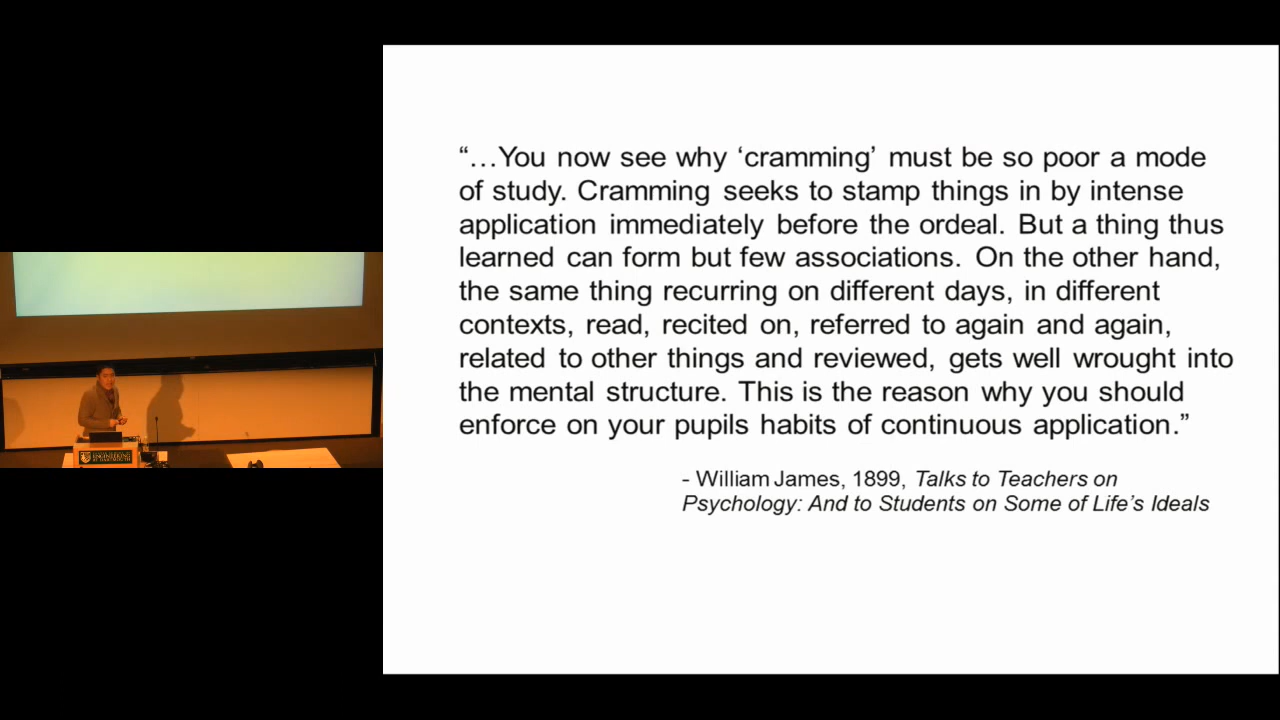 “…You now see why ‘cramming’ must be so poor a mode
of study. Cramming seeks to stamp things in by intense
application immediately before the ordeal. But a thing thus
learned can form but few associations. On the other hand,
the same thing recurring on different days, in different
contexts, read, recited on, referred to again and again,
related to other things and reviewed, gets well wrought into
the mental structure. This is the reason why you should
enforce on your pupils habits of continuous application.”
- William James, 1899, Talks to Teachers on
Psychology: And to Students on Some of Life’s Ideals
ENGINEERING
AT DARTMOUTH